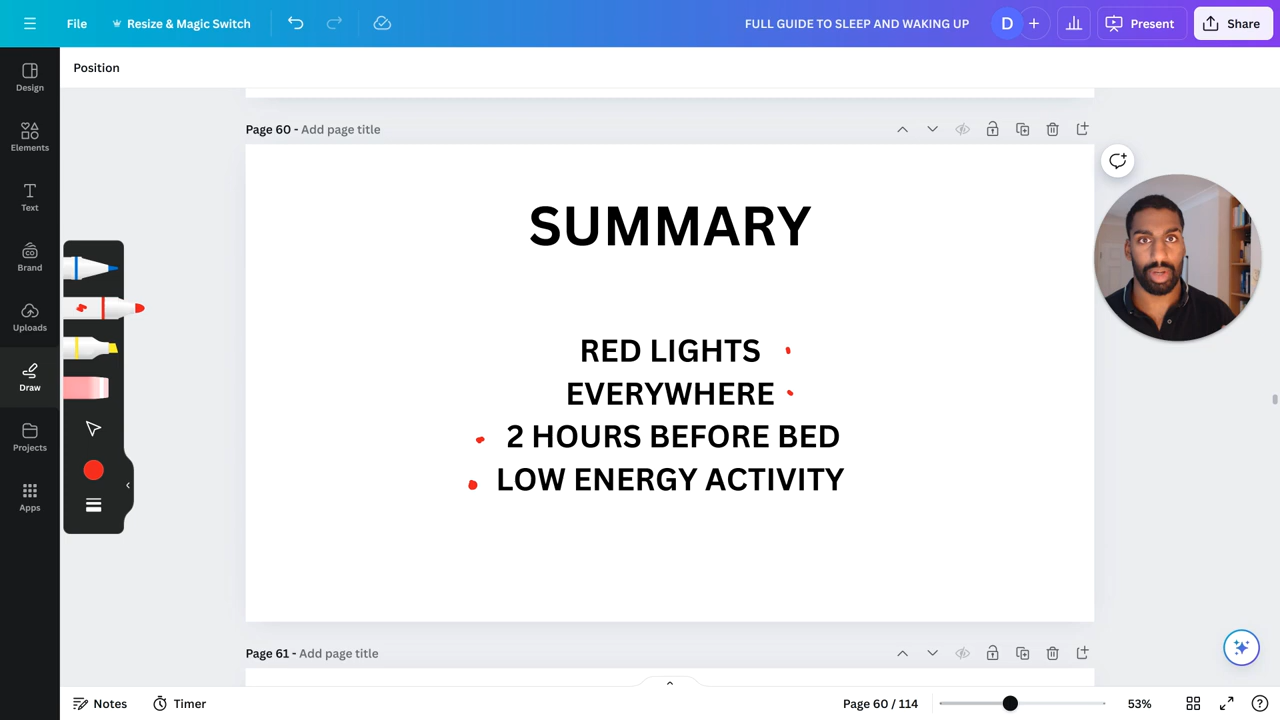 File
Resize & Magic Switch
FULL GUIDE TO SLEEP AND WAKING UP
D
Present
Share
Position
Design
Elements
Text
Brand
Uploads
Draw
Projects
Apps
Page 60 - Add page title
SUMMARY
RED LIGHTS
EVERYWHERE
2 HOURS BEFORE BED
LOW ENERGY ACTIVITY
Page 61 - Add page title
Notes
Timer
Page 60 / 114
53%